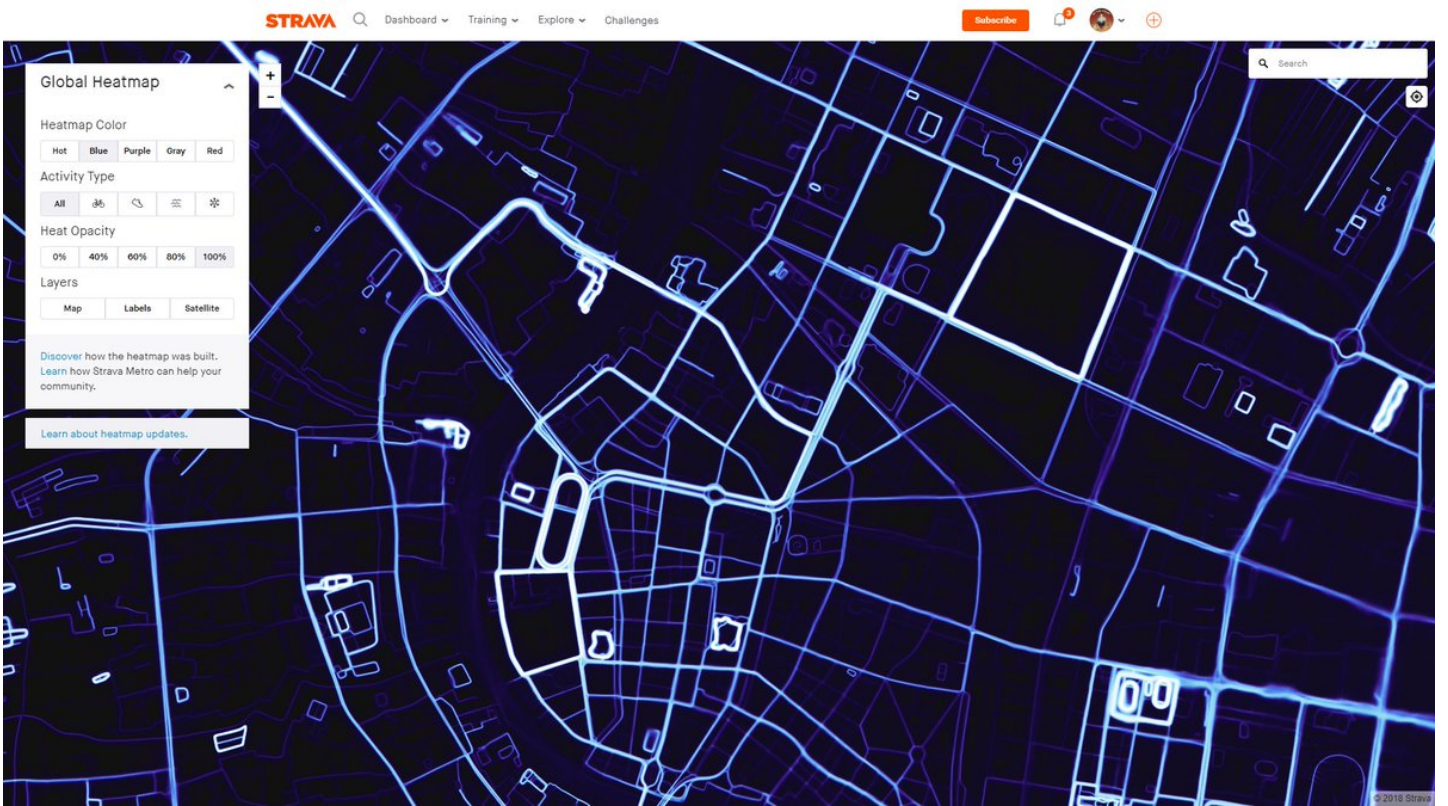 STRAVA Dashboard Training Explore Challenges Subscribe 3
Global Heatmap
+
-
Search
Heatmap Color
Hot Blue Purple Gray Red
Activity Type
All
Heat Opacity
0% 40% 60% 80% 100%
Layers
Map Labels Satellite
Discover how the heatmap was built.
Learn how Strava Metro can help your
community.
Learn about heatmap updates.
© 2018 Strava